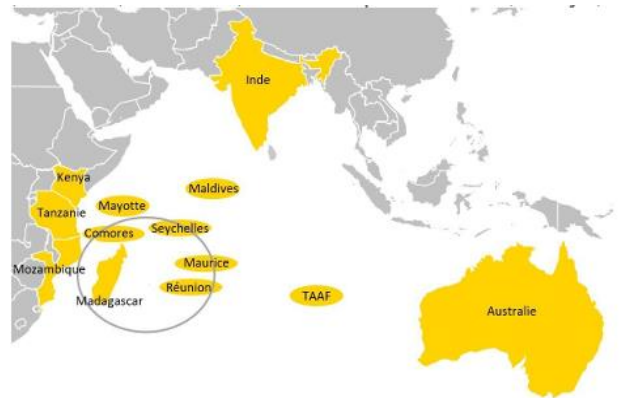 Inde
Kenya
Maldives
Mayotte
Tanzanie
Seychelles
Comores
Maurice
Mozambique
Réunion
TAAF
Madagascar
Australie